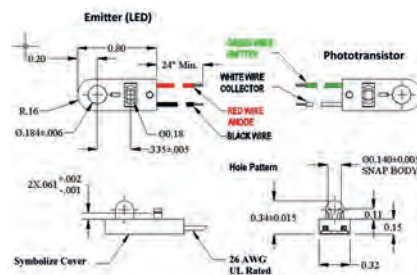 Emitter (LED)
0.80
0.20
24" Min.
GREEN WIRE
EMITTER
Phototransistor
WHITE WIRE
COLLECTOR
R.16
RED WIRE
ANODE
Ø.184±.006
Ø0.18
BLACK WIRE
.335±.005
Hole Pattern
Ø0.140±0.005
SNAP BODY
2X.061+.002
-.001
0.34±0.015
0.11
0.15
Symbolize Cover
26 AWG
UL Rated
0.32